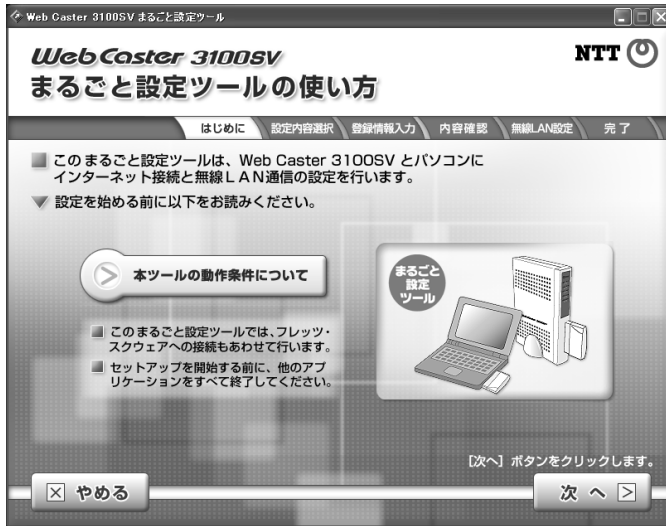 Web Caster 3100SV まるごと設定ツール
Web Caster 3100SV
NTT
まるごと設定ツールの使い方
はじめに 設定内容選択 登録情報入力 内容確認 無線LAN設定 完了
このまるごと設定ツールは、Web Caster 3100SV とパソコンに
インターネット接続と無線LAN通信の設定を行います。
設定を始める前に以下をお読みください。
本ツールの動作条件について
まるごと
設定
ツール
このまるごと設定ツールでは、フレッツ・
スクウェアへの接続もあわせて行います。
セットアップを開始する前に、他のアプ
リケーションをすべて終了してください。
[次へ] ボタンをクリックします。
やめる
次 へ